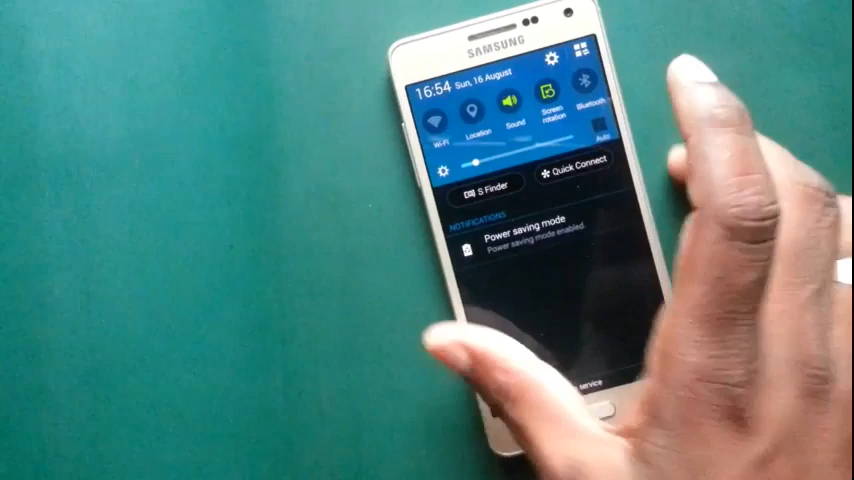 SAMSUNG
16:54 Sun, 16 August
Wi-Fi
Location
Sound
Screen
rotation
Bluetooth
Auto
S Finder
Quick Connect
NOTIFICATIONS
Power saving mode
Power saving mode enabled.
service